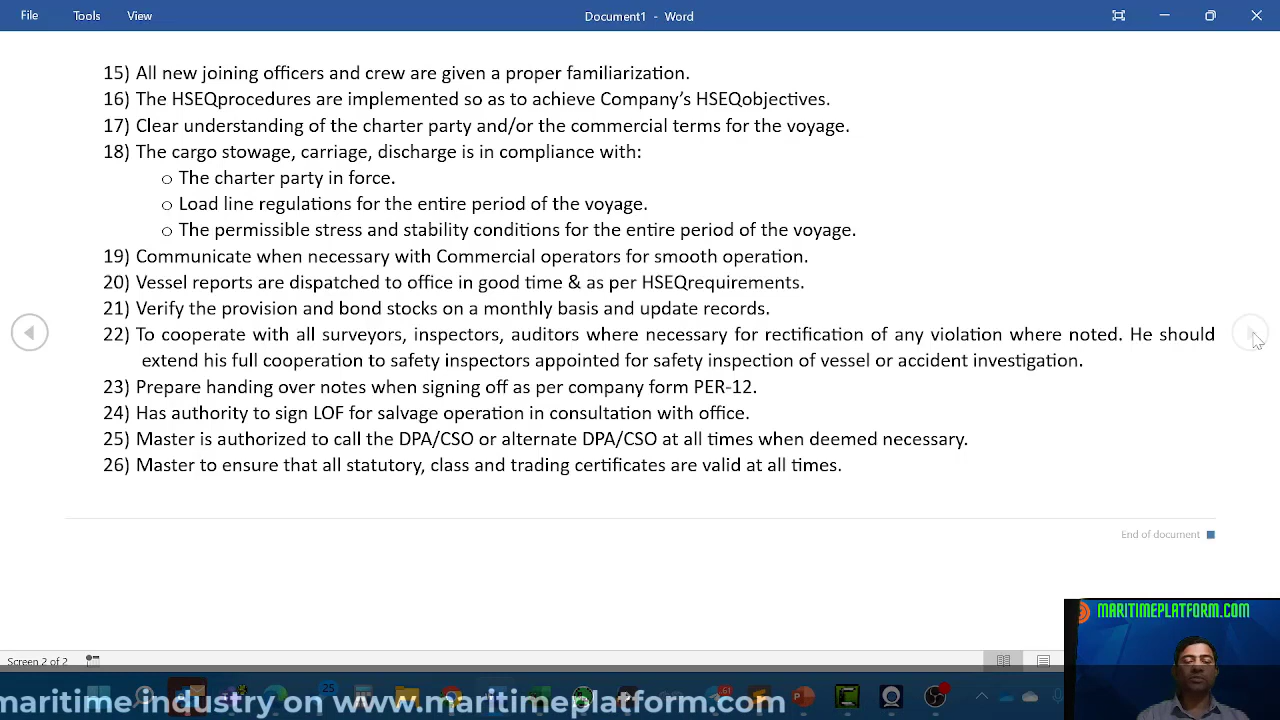 File Tools View Document1 - Word
15) All new joining officers and crew are given a proper familiarization.
16) The HSEQprocedures are implemented so as to achieve Company's HSEQobjectives.
17) Clear understanding of the charter party and/or the commercial terms for the voyage.
18) The cargo stowage, carriage, discharge is in compliance with:
o The charter party in force.
o Load line regulations for the entire period of the voyage.
o The permissible stress and stability conditions for the entire period of the voyage.
19) Communicate when necessary with Commercial operators for smooth operation.
20) Vessel reports are dispatched to office in good time & as per HSEQrequirements.
21) Verify the provision and bond stocks on a monthly basis and update records.
22) To cooperate with all surveyors, inspectors, auditors where necessary for rectification of any violation where noted. He should
extend his full cooperation to safety inspectors appointed for safety inspection of vessel or accident investigation.
23) Prepare handing over notes when signing off as per company form PER-12.
24) Has authority to sign LOF for salvage operation in consultation with office.
25) Master is authorized to call the DPA/CSO or alternate DPA/CSO at all times when deemed necessary.
26) Master to ensure that all statutory, class and trading certificates are valid at all times.
End of document
MARITIMEPLATFORM.COM
Screen 2 of 2
25
61
maritime industry on www.maritimeplatform.com